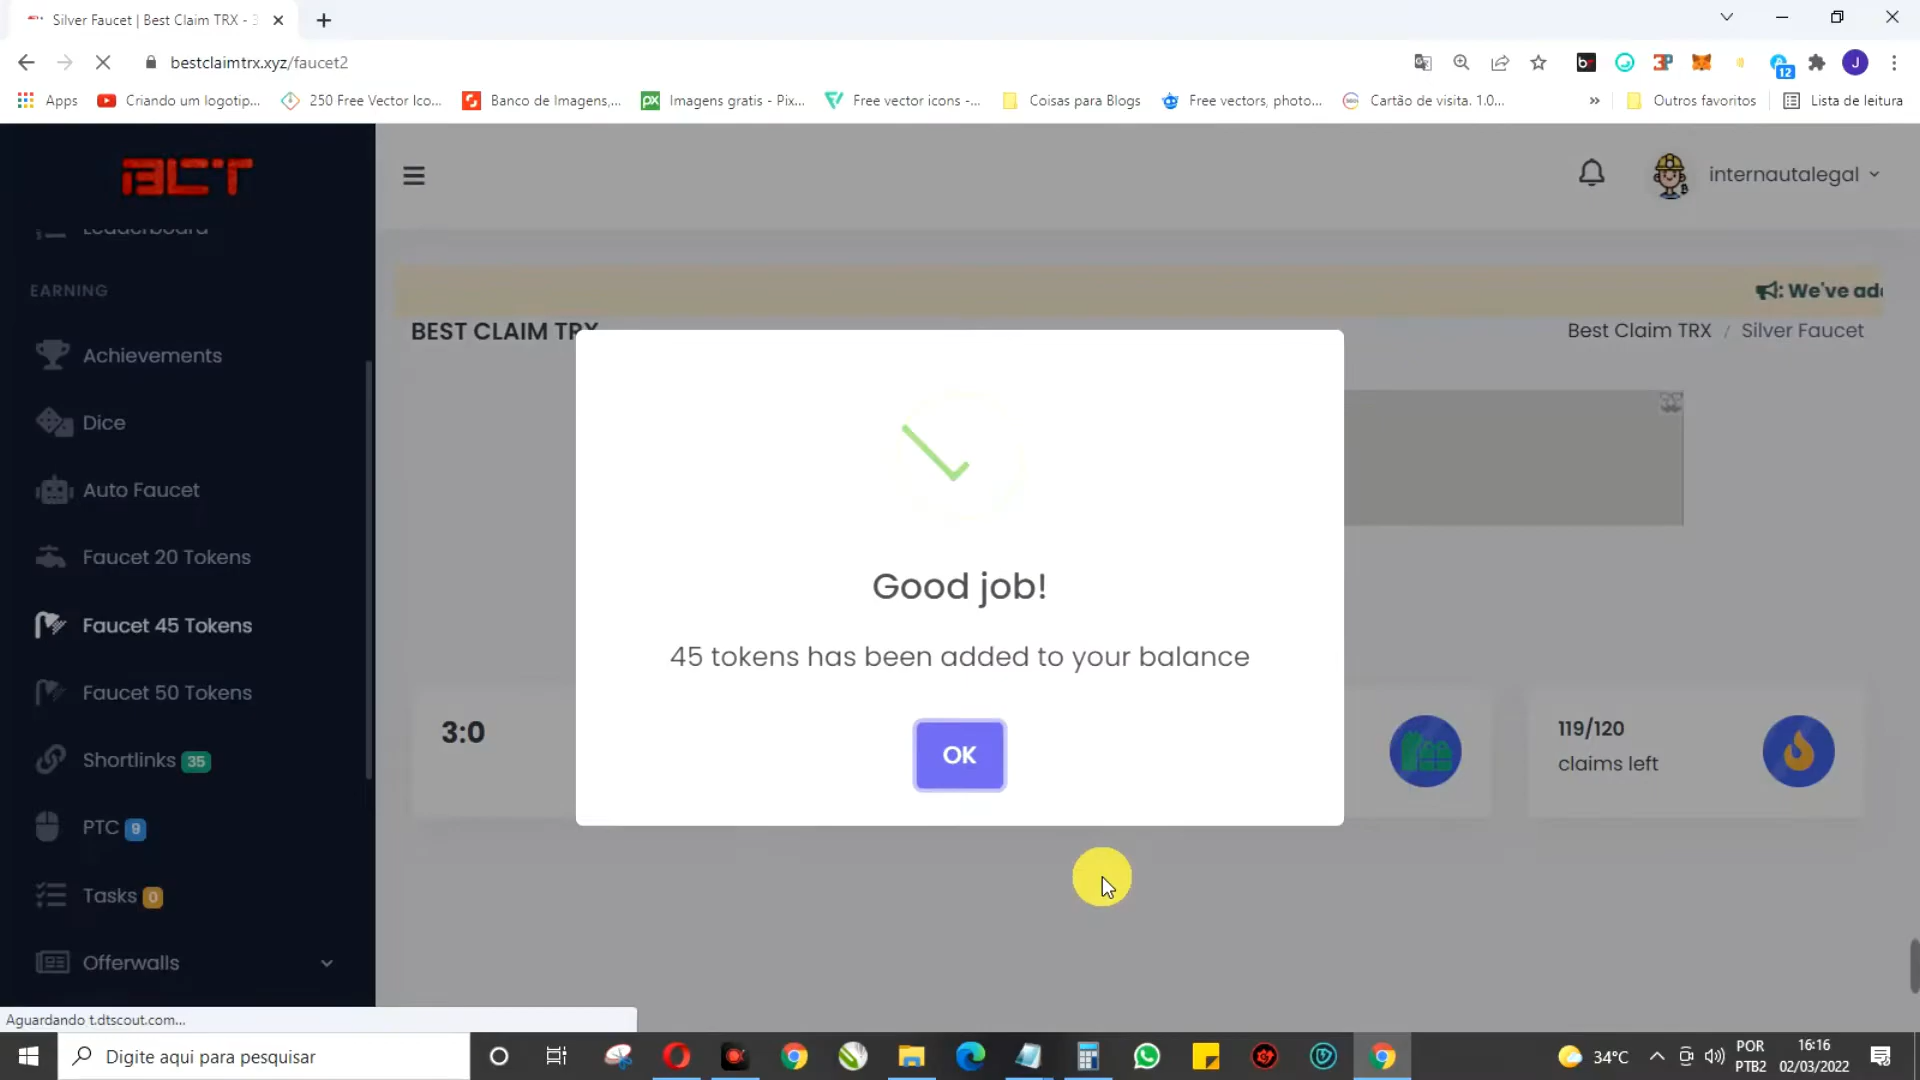 Silver Faucet | Best Claim TRX - 3
bestclaimtrx.xyz/faucet2
12
J
Apps
Criando um logotip...
250 Free Vector Ico...
Banco de Imagens,...
Imagens gratis - Pix...
Free vector icons -...
Coisas para Blogs
Free vectors, photo...
Cartão de visita. 1.0...
»
Outros favoritos
Lista de leitura
BCT
internautalegal
Leaderboard
EARNING
Achievements
Dice
Auto Faucet
Faucet 20 Tokens
Faucet 45 Tokens
Faucet 50 Tokens
Shortlinks 35
PTC 9
Tasks 0
Offerwalls
: We've ad
BEST CLAIM TRX
Best Claim TRX / Silver Faucet
Good job!
45 tokens has been added to your balance
OK
3:0
119/120
claims left
Aguardando t.dtscout.com...
Digite aqui para pesquisar
34°C
POR
PTB2
16:16
02/03/2022